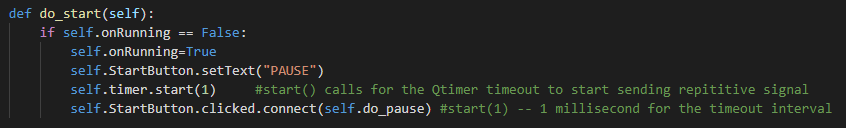 def do_start(self):
    if self.onRunning == False:
        self.onRunning=True
        self.StartButton.setText("PAUSE")
        self.timer.start(1)     #start() calls for the Qtimer timeout to start sending repititive signal
        self.StartButton.clicked.connect(self.do_pause) #start(1) -- 1 millisecond for the timeout interval